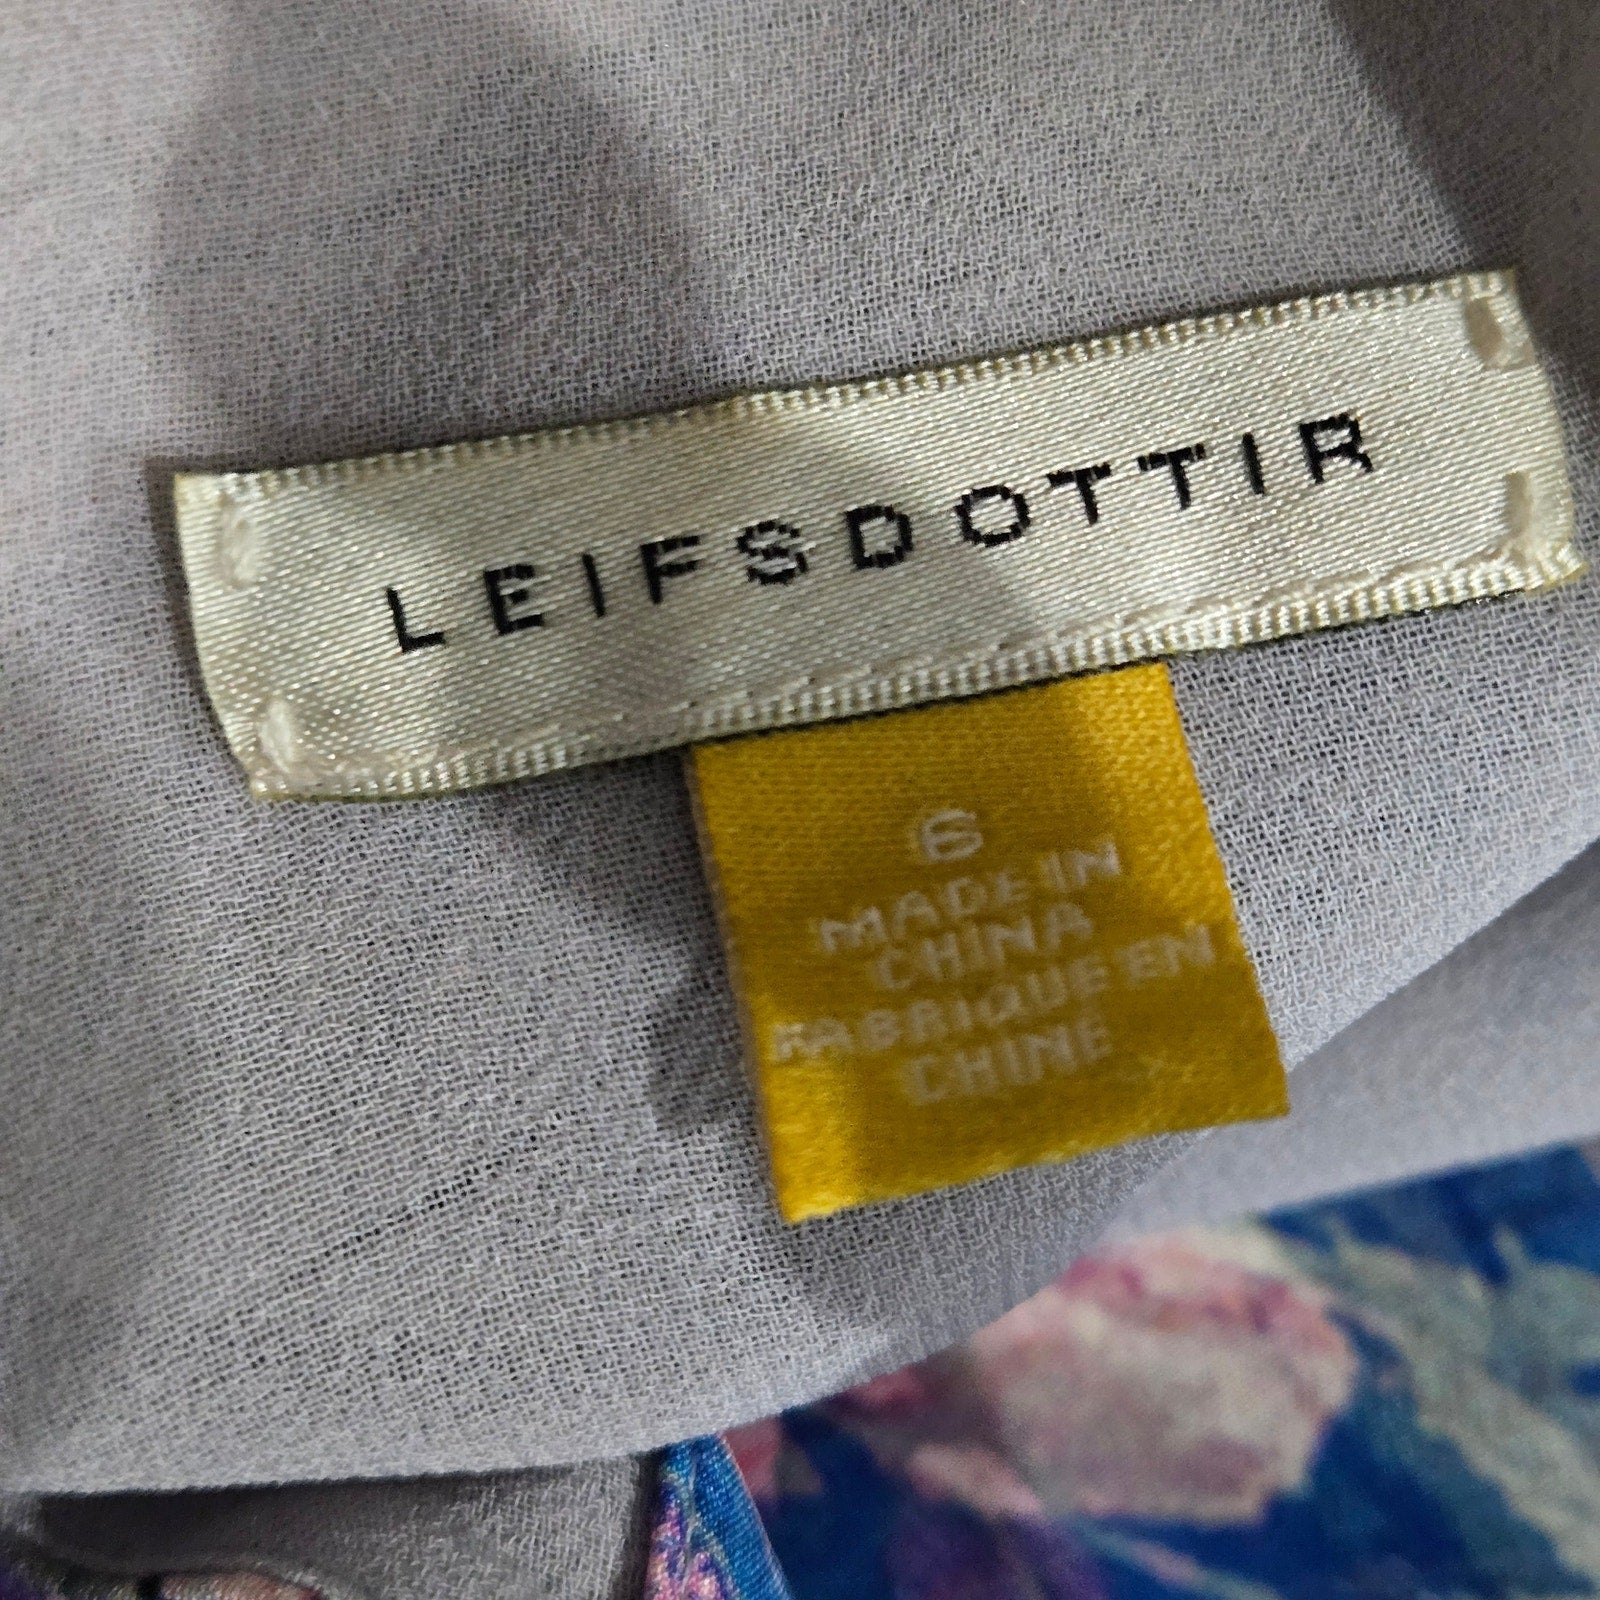 LEIFSDOTTIR
6
MADE IN
CHINA
FABRIQUE EN
CHINE